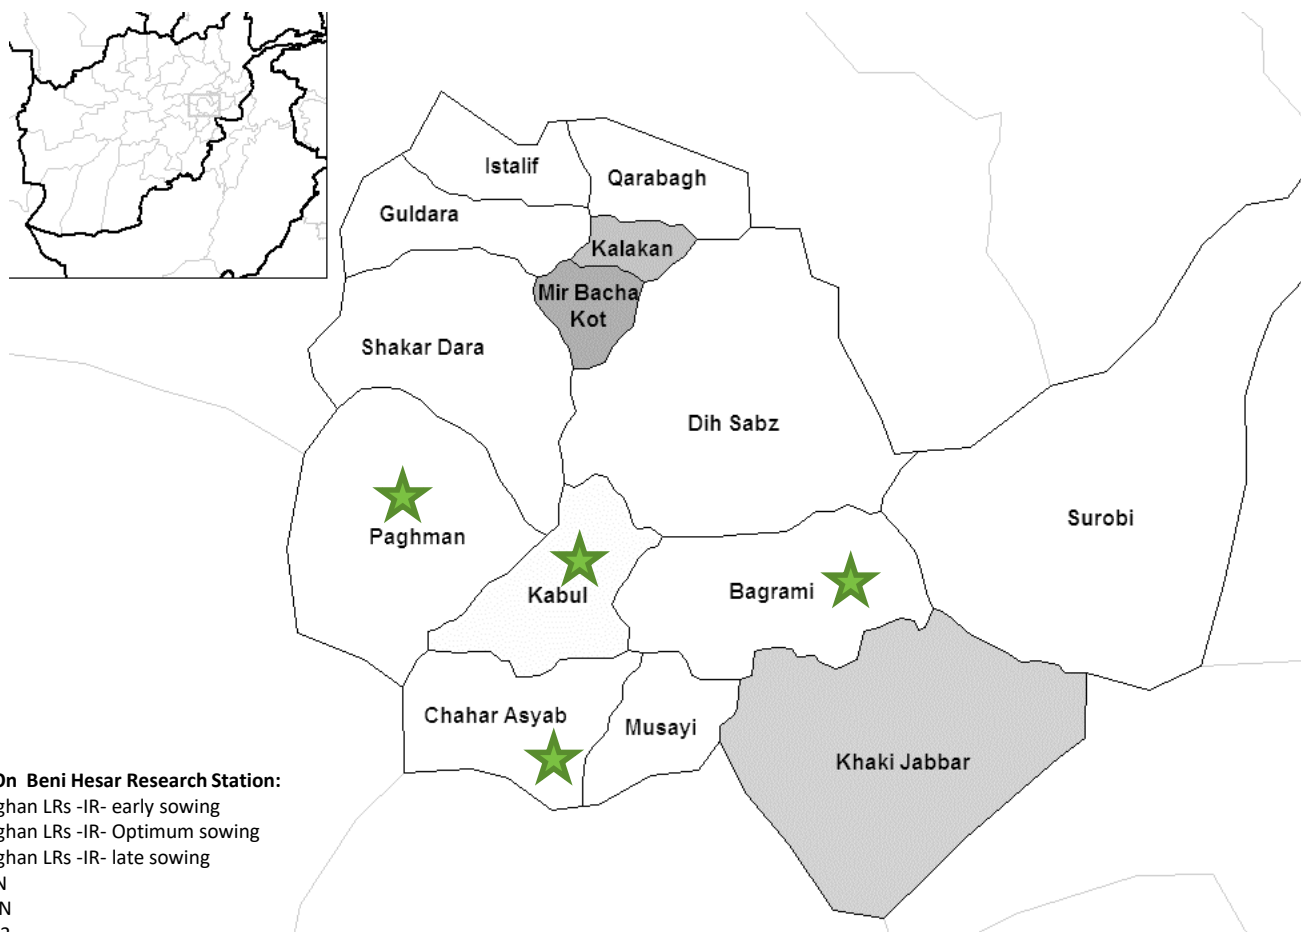 Istalif
Qarabagh
Guldara
Kalakan
Mir Bacha
Kot
Shakar Dara
Dih Sabz
Surobi
Paghman
Kabul
Bagrami
Chahar Asyab
Musayi
Khaki Jabbar
On Beni Hesar Research Station:
ghan LRs -IR- early sowing
ghan LRs -IR- Optimum sowing
ghan LRs -IR- late sowing
N
N